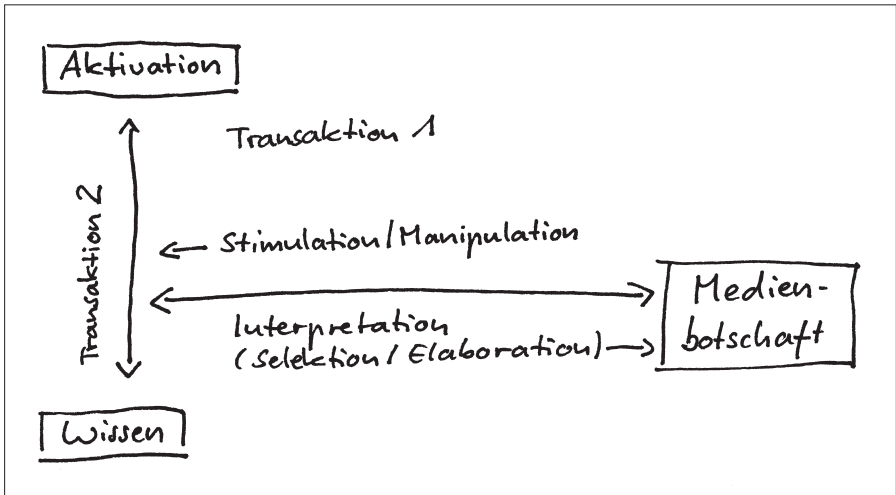 Aktivation
Transaktion 1
Transaktion 2
Stimulation/Manipulation
Medien-
botschaft
Interpretation
(Selektion/Elaboration)
Wissen